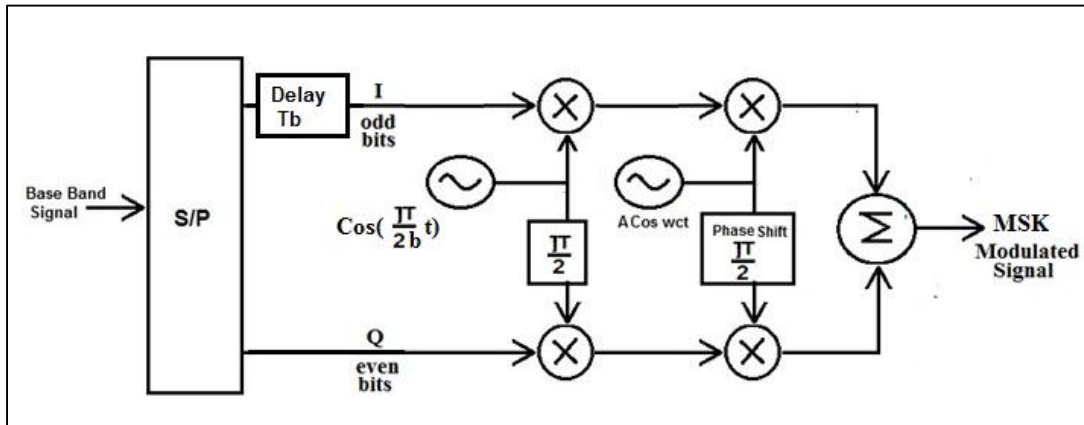 Base Band
Signal
S/P
Delay
Tb
I
odd
bits
Cos(π/2b t)
π/2
A Cos wct
Phase Shift
π/2
Σ
MSK
Modulated
Signal
Q
even
bits